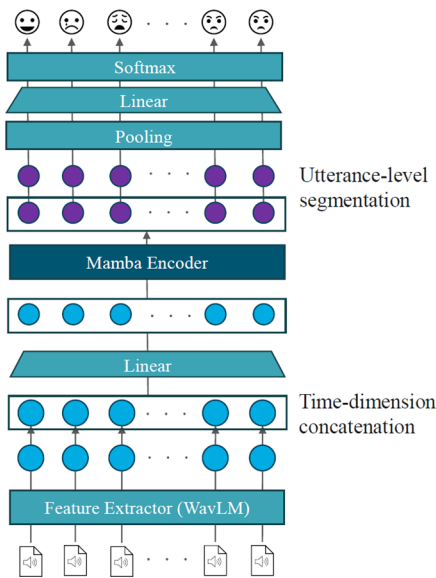 Softmax
Linear
Pooling
Utterance-level
segmentation
Mamba Encoder
Linear
Time-dimension
concatenation
Feature Extractor (WavLM)